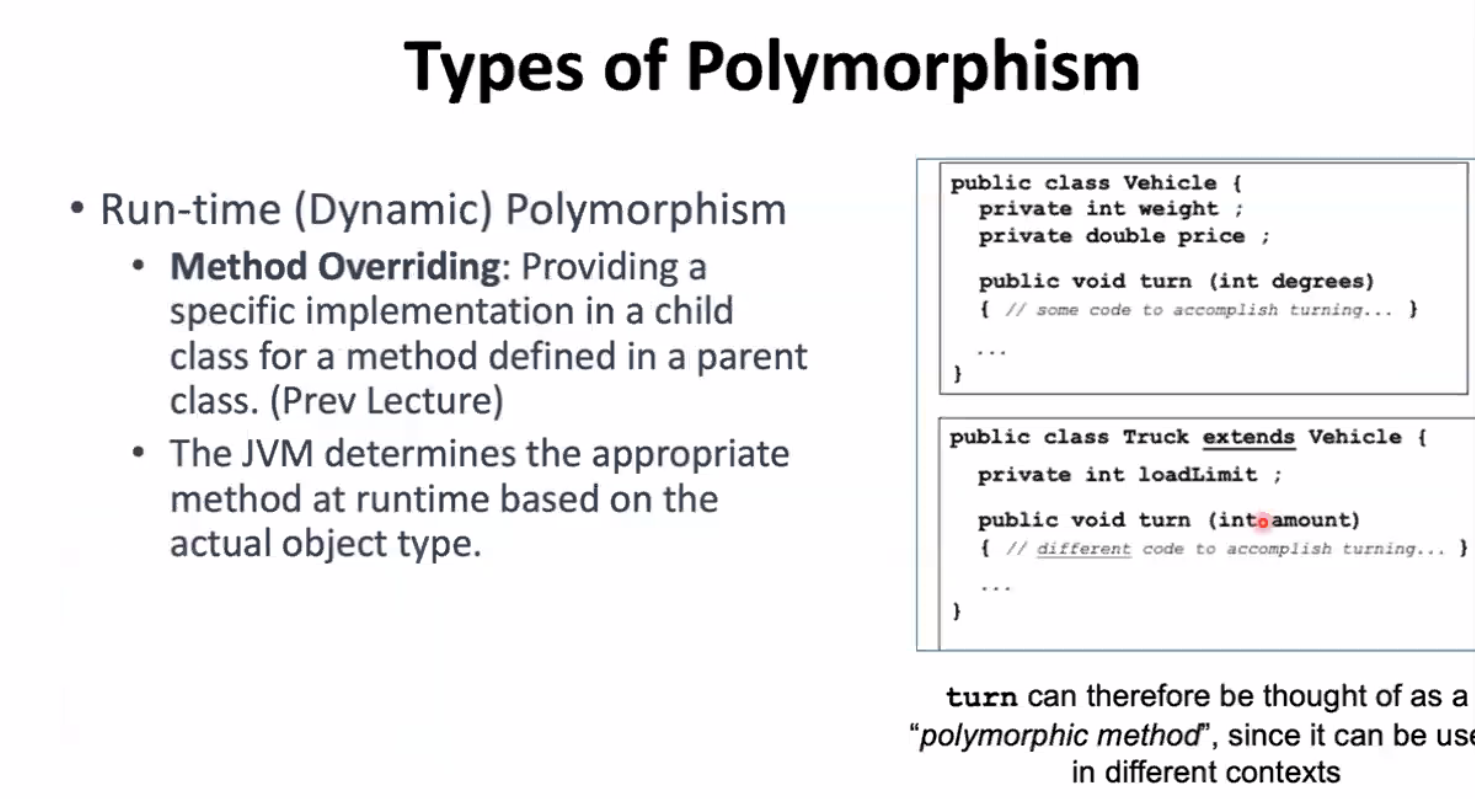 Types of Polymorphism
• Run-time (Dynamic) Polymorphism
• Method Overriding: Providing a
specific implementation in a child
class for a method defined in a parent
class. (Prev Lecture)
• The JVM determines the appropriate
method at runtime based on the
actual object type.
public class Vehicle {
private int weight ;
private double price ;
public void turn (int degrees)
{ // some code to accomplish turning... }
...
}
public class Truck extends Vehicle {
private int loadLimit ;
public void turn (int amount)
{ // different code to accomplish turning... }
...
}
turn can therefore be thought of as a
“polymorphic method”, since it can be
in different contexts